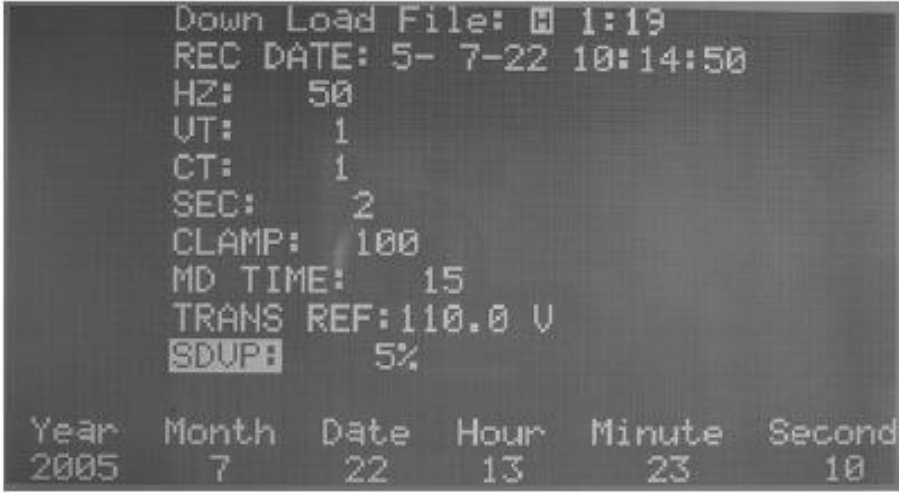 Down Load File: H 1:19
REC DATE: 5- 7-22 10:14:50
HZ: 50
VT: 1
CT: 1
SEC: 2
CLAMP: 100
MD TIME: 15
TRANS REF:110.0 V
SDVP: 5%
Year Month Date Hour Minute Second
2005 7 22 13 23 10